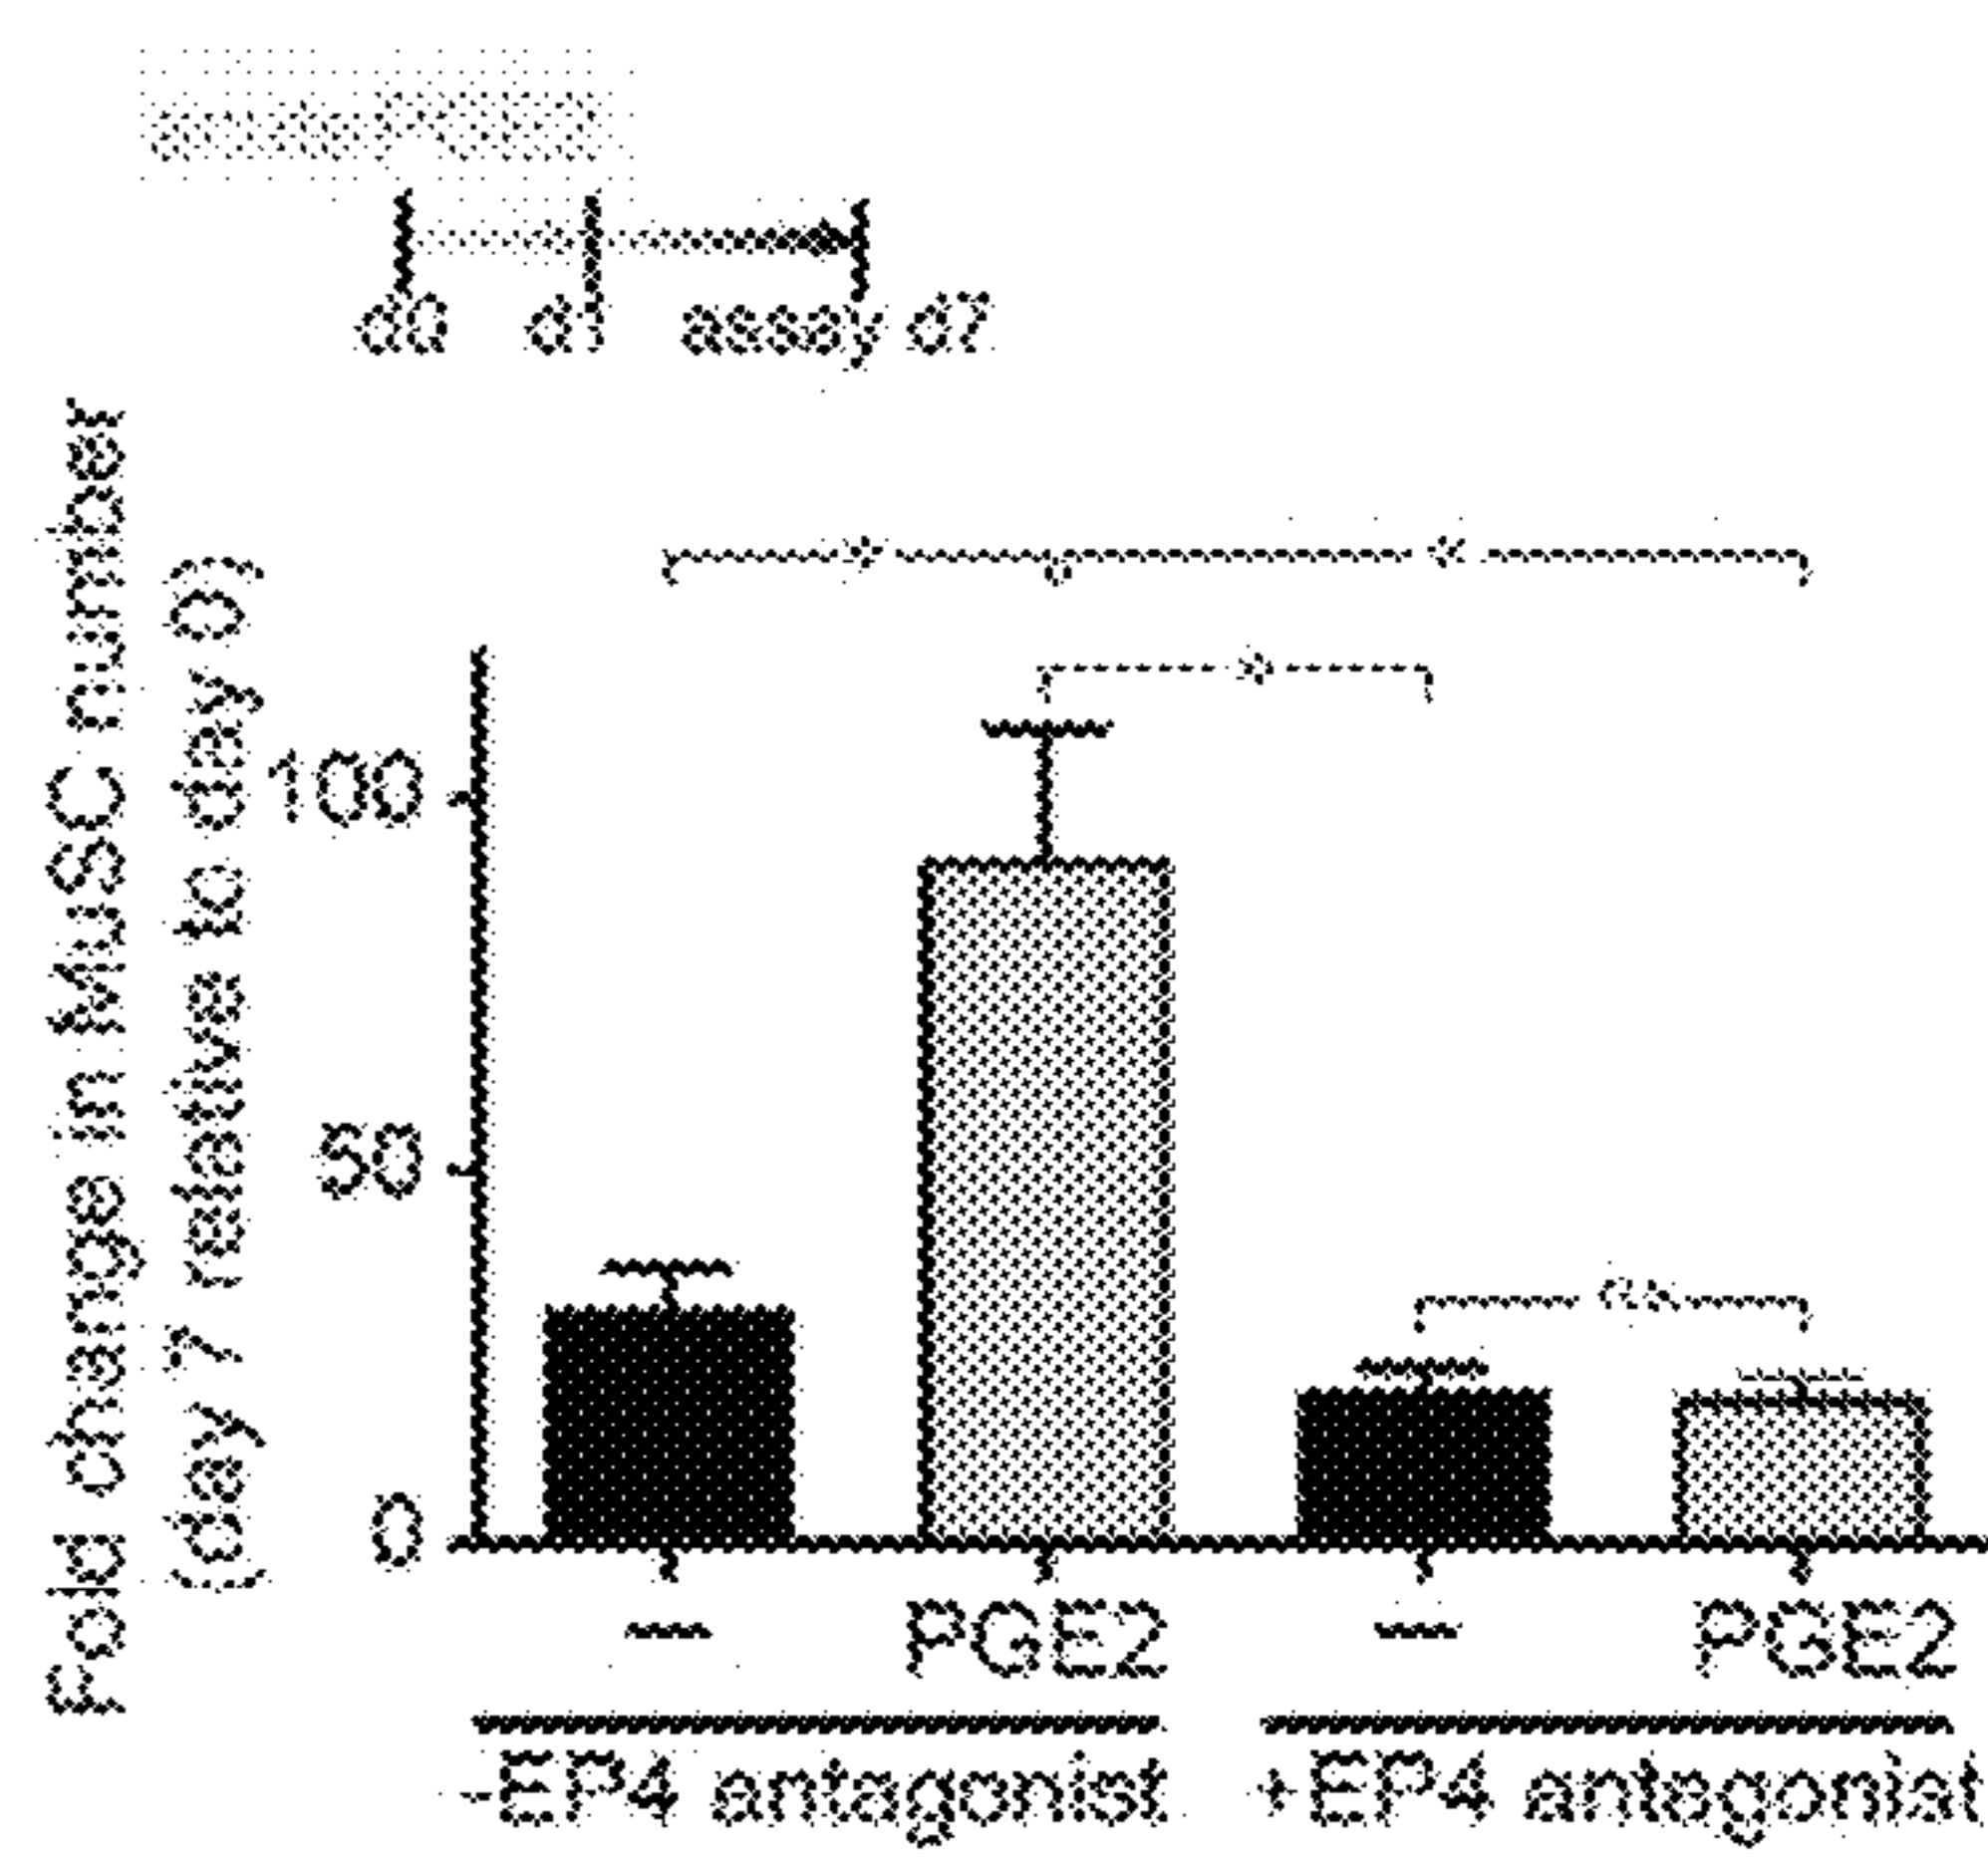 d0 d1 assay d7
Fold change in MuSC number
(day 7 relative to day 0)
* *
*
100
50
0
n.s.
− PGE2 − PGE2
-EP4 antagonist +EP4 antagonist